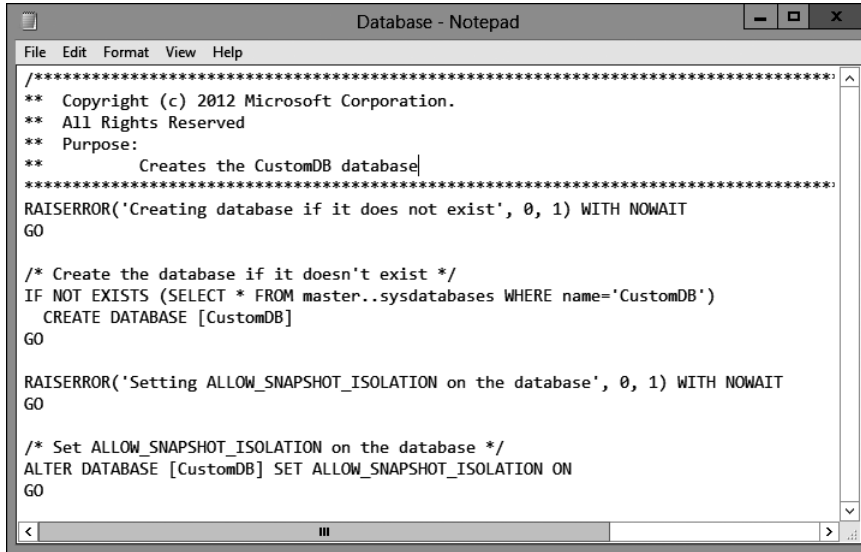 Database - Notepad
File Edit Format View Help
/***********************************************************************************
** Copyright (c) 2012 Microsoft Corporation.
** All Rights Reserved
** Purpose:
** Creates the CustomDB database
***********************************************************************************
RAISERROR('Creating database if it does not exist', 0, 1) WITH NOWAIT
GO
/* Create the database if it doesn't exist */
IF NOT EXISTS (SELECT * FROM master..sysdatabases WHERE name='CustomDB')
CREATE DATABASE [CustomDB]
GO
RAISERROR('Setting ALLOW_SNAPSHOT_ISOLATION on the database', 0, 1) WITH NOWAIT
GO
/* Set ALLOW_SNAPSHOT_ISOLATION on the database */
ALTER DATABASE [CustomDB] SET ALLOW_SNAPSHOT_ISOLATION ON
GO